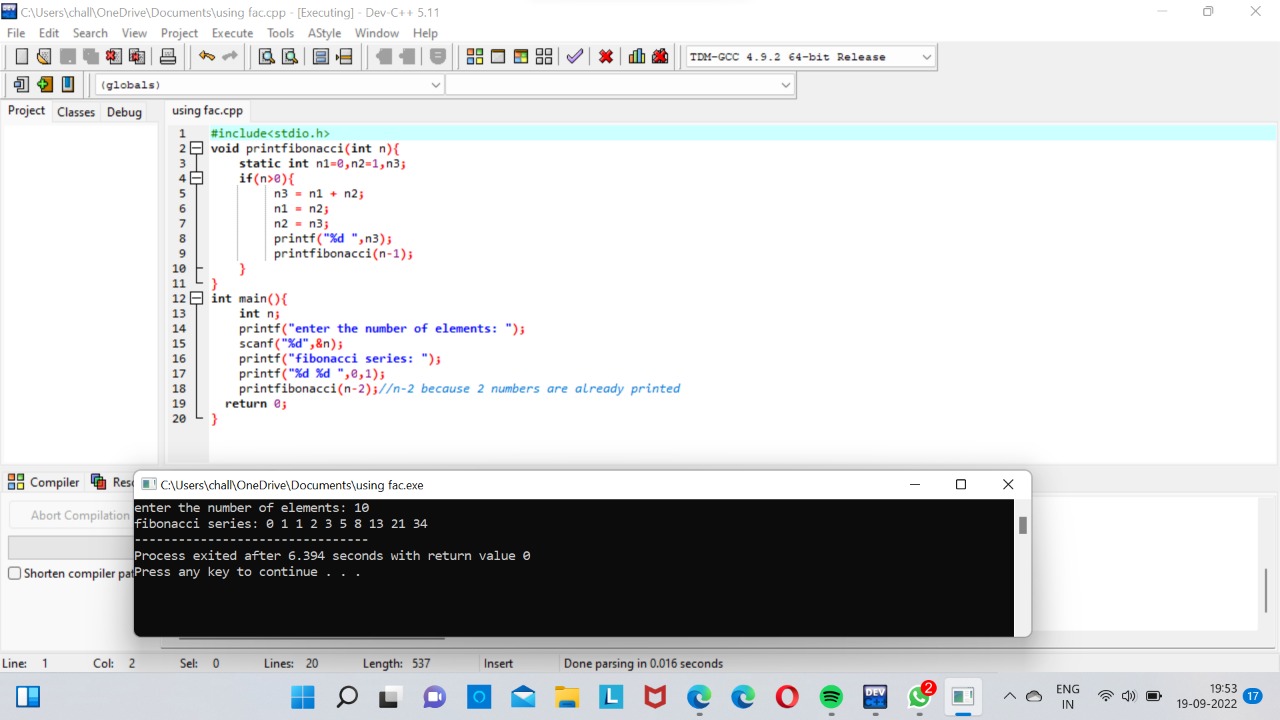 C:\Users\chall\OneDrive\Documents\using fac.cpp - [Executing] - Dev-C++ 5.11
File Edit Search View Project Execute Tools AStyle Window Help
TDM-GCC 4.9.2 64-bit Release
(globals)
Project Classes Debug using fac.cpp
1 #include<stdio.h>
2 void printfibonacci(int n){
3 static int n1=0,n2=1,n3;
4 if(n>0){
5 n3 = n1 + n2;
6 n1 = n2;
7 n2 = n3;
8 printf("%d ",n3);
9 printfibonacci(n-1);
10 }
11 }
12 int main(){
13 int n;
14 printf("enter the number of elements: ");
15 scanf("%d",&n);
16 printf("fibonacci series: ");
17 printf("%d %d ",0,1);
18 printfibonacci(n-2);//n-2 because 2 numbers are already printed
19 return 0;
20 }
Compiler Reso
Abort Compilation
Shorten compiler pat
C:\Users\chall\OneDrive\Documents\using fac.exe
enter the number of elements: 10
fibonacci series: 0 1 1 2 3 5 8 13 21 34
--------------------------------
Process exited after 6.394 seconds with return value 0
Press any key to continue . . .
Line: 1 Col: 2 Sel: 0 Lines: 20 Length: 537 Insert Done parsing in 0.016 seconds
L DEV 2 ENG IN 19:53 19-09-2022 17